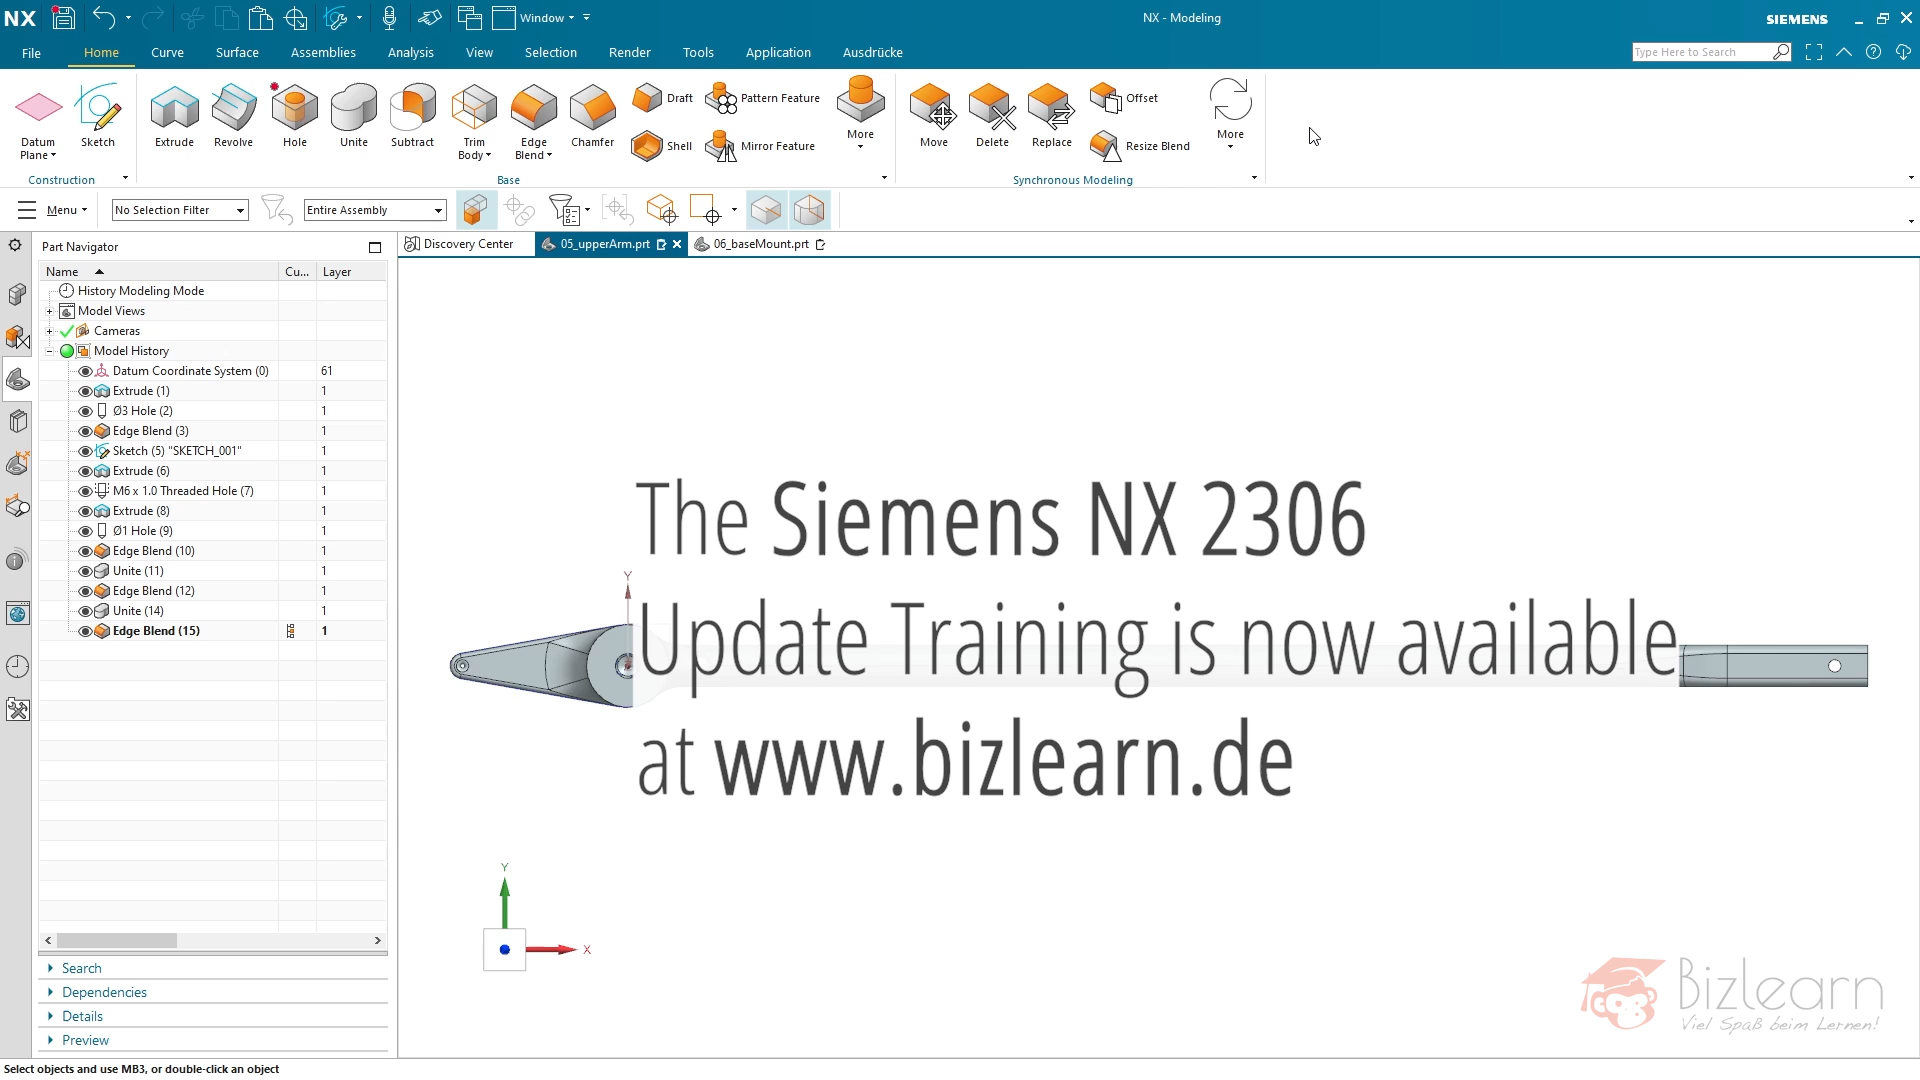 NX
Window
NX - Modeling
SIEMENS
File
Home
Curve
Surface
Assemblies
Analysis
View
Selection
Render
Tools
Application
Ausdrücke
Type Here to Search
Datum
Plane
Sketch
Extrude
Revolve
Hole
Unite
Subtract
Trim
Body
Edge
Blend
Chamfer
Draft
Shell
Pattern Feature
Mirror Feature
More
Move
Delete
Replace
Offset
Resize Blend
More
Construction
Base
Synchronous Modeling
Menu
No Selection Filter
Entire Assembly
Part Navigator
Discovery Center
05_upperArm.prt
06_baseMount.prt
Name
Cu...
Layer
History Modeling Mode
Model Views
Cameras
Model History
Datum Coordinate System (0) 61
Extrude (1) 1
Ø3 Hole (2) 1
Edge Blend (3) 1
Sketch (5) "SKETCH_001" 1
Extrude (6) 1
M6 x 1.0 Threaded Hole (7) 1
Extrude (8) 1
Ø1 Hole (9) 1
Edge Blend (10) 1
Unite (11) 1
Edge Blend (12) 1
Unite (14) 1
Edge Blend (15) 1
Y
The Siemens NX 2306
Update Training is now available
at www.bizlearn.de
Y
X
Search
Dependencies
Details
Preview
Bizlearn
Viel Spaß beim Lernen!
Select objects and use MB3, or double-click an object